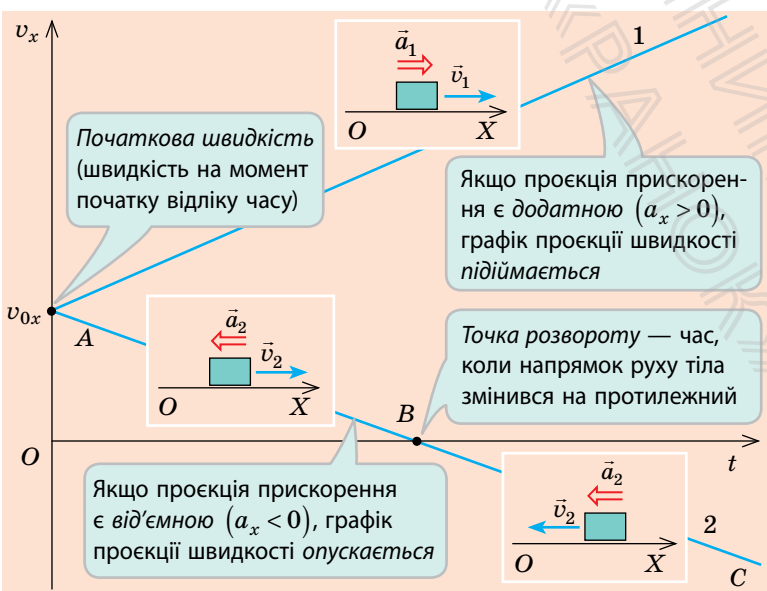 v_x
1
a⃗₁
v⃗₁
O X
Початкова швидкість
(швидкість на момент
початку відліку часу)
Якщо проєкція прискорен-
ня є додатною (a_x > 0),
графік проєкції швидкості
підіймається
v₀ₓ
A
a⃗₂
v⃗₂
O X
Точка розвороту — час,
коли напрямок руху тіла
змінився на протилежний
B
O
t
Якщо проєкція прискорення
є від'ємною (a_x < 0), графік
проєкції швидкості опускається
a⃗₂
v⃗₂
O X
2
C